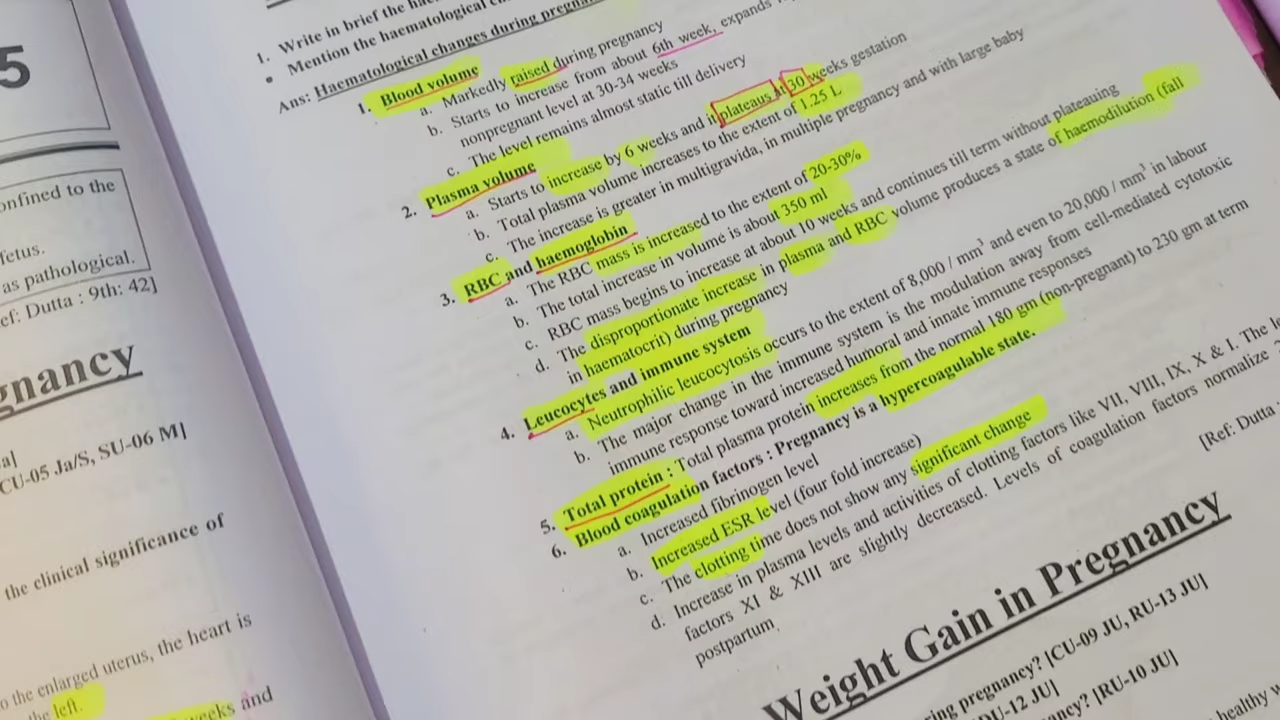 5
onfined to the
fetus.
as pathological.
ef: Dutta : 9th: 42]
gnancy
a]
CU-05 Ja/S, SU-06 M]
the clinical significance of
o the enlarged uterus, the heart is
the left.
weeks and
1. Write in brief the
• Mention the haematological
Ans: Haematological changes during
1. Blood volume
a. Markedly raised during pregnancy
b. Starts to increase from about 6th week, expands
nonpregnant level at 30-34 weeks
c. The level remains almost static till delivery
2. Plasma volume
a. Starts to increase by 6 weeks and it plateaus at 30 weeks gestation
b. Total plasma volume increases to the extent of 1.25 L
c. The increase is greater in multigravida, in multiple pregnancy and with large baby
3. RBC and haemoglobin
a. The RBC mass is increased to the extent of 20-30%
b. The total increase in volume is about 350 ml
c. RBC mass begins to increase at about 10 weeks and continues till term without plateauing
d. The disproportionate increase in plasma and RBC volume produces a state of haemodilution (fall
in haematocrit) during pregnancy
4. Leucocytes and immune system
a. Neutrophilic leucocytosis occurs to the extent of 8,000 / mm³ and even to 20,000 / mm³ in labour
b. The major change in the immune system is the modulation away from cell-mediated cytotoxic
immune response toward increased humoral and innate immune responses
5. Total protein : Total plasma protein increases from the normal 180 gm (non-pregnant) to 230 gm at term
6. Blood coagulation factors : Pregnancy is a hypercoagulable state.
a. Increased fibrinogen level
b. Increased ESR level (four fold increase)
c. The clotting time does not show any significant change
d. Increase in plasma levels and activities of clotting factors like VII, VIII, IX, X & I. The
factors XI & XIII are slightly decreased. Levels of coagulation factors normalize
postpartum
[Ref: Dutta
Weight Gain in Pregnancy
ing pregnancy? [CU-09 JU, RU-13 JU]
DU-12 JU]
ancy? [RU-10 JU]
healthy